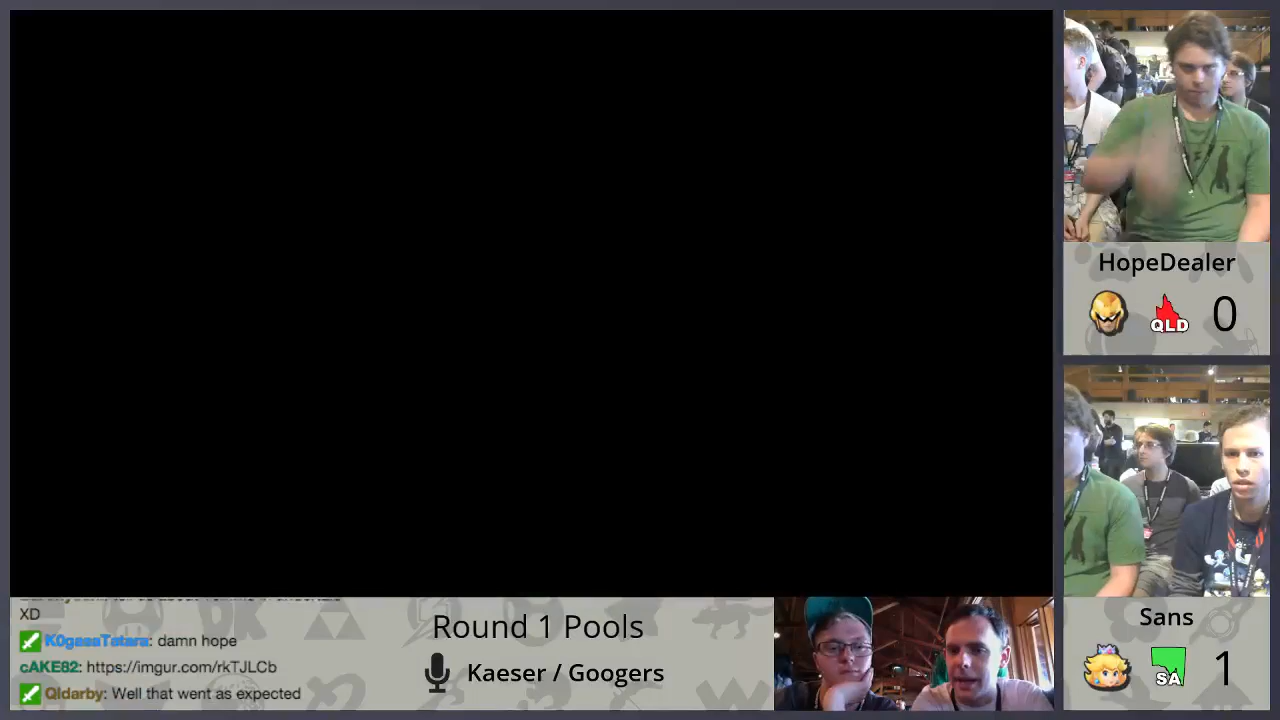 HopeDealer
QLD 0
XD
K0gasaTatara: damn hope
cAKE82: https://imgur.com/rkTJLCb
Qldarby: Well that went as expected
Round 1 Pools
Kaeser / Googers
Sans
SA 1